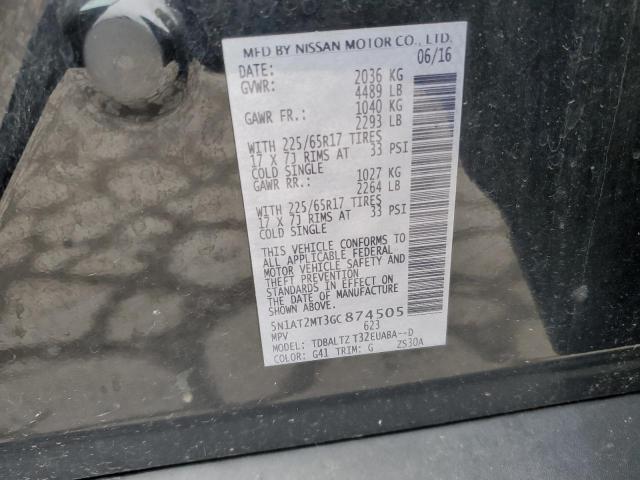 MFD BY NISSAN MOTOR CO., LTD.
DATE: 06/16
GVWR: 2036 KG
4489 LB
GAWR FR.: 1040 KG
2293 LB
WITH 225/65R17 TIRES
17 X 7J RIMS AT 33 PSI
COLD SINGLE
GAWR RR.: 1027 KG
2264 LB
WITH 225/65R17 TIRES
17 X 7J RIMS AT 33 PSI
COLD SINGLE
THIS VEHICLE CONFORMS TO
ALL APPLICABLE FEDERAL
MOTOR VEHICLE SAFETY AND
THEFT PREVENTION
STANDARDS IN EFFECT ON
THE DATE OF MANUFACTURE
SHOWN ABOVE.
5N1AT2MT3GC874505
MPV 623
MODEL: TDBALTZ T32EUABA--D
COLOR: G41 TRIM: G ZS30A